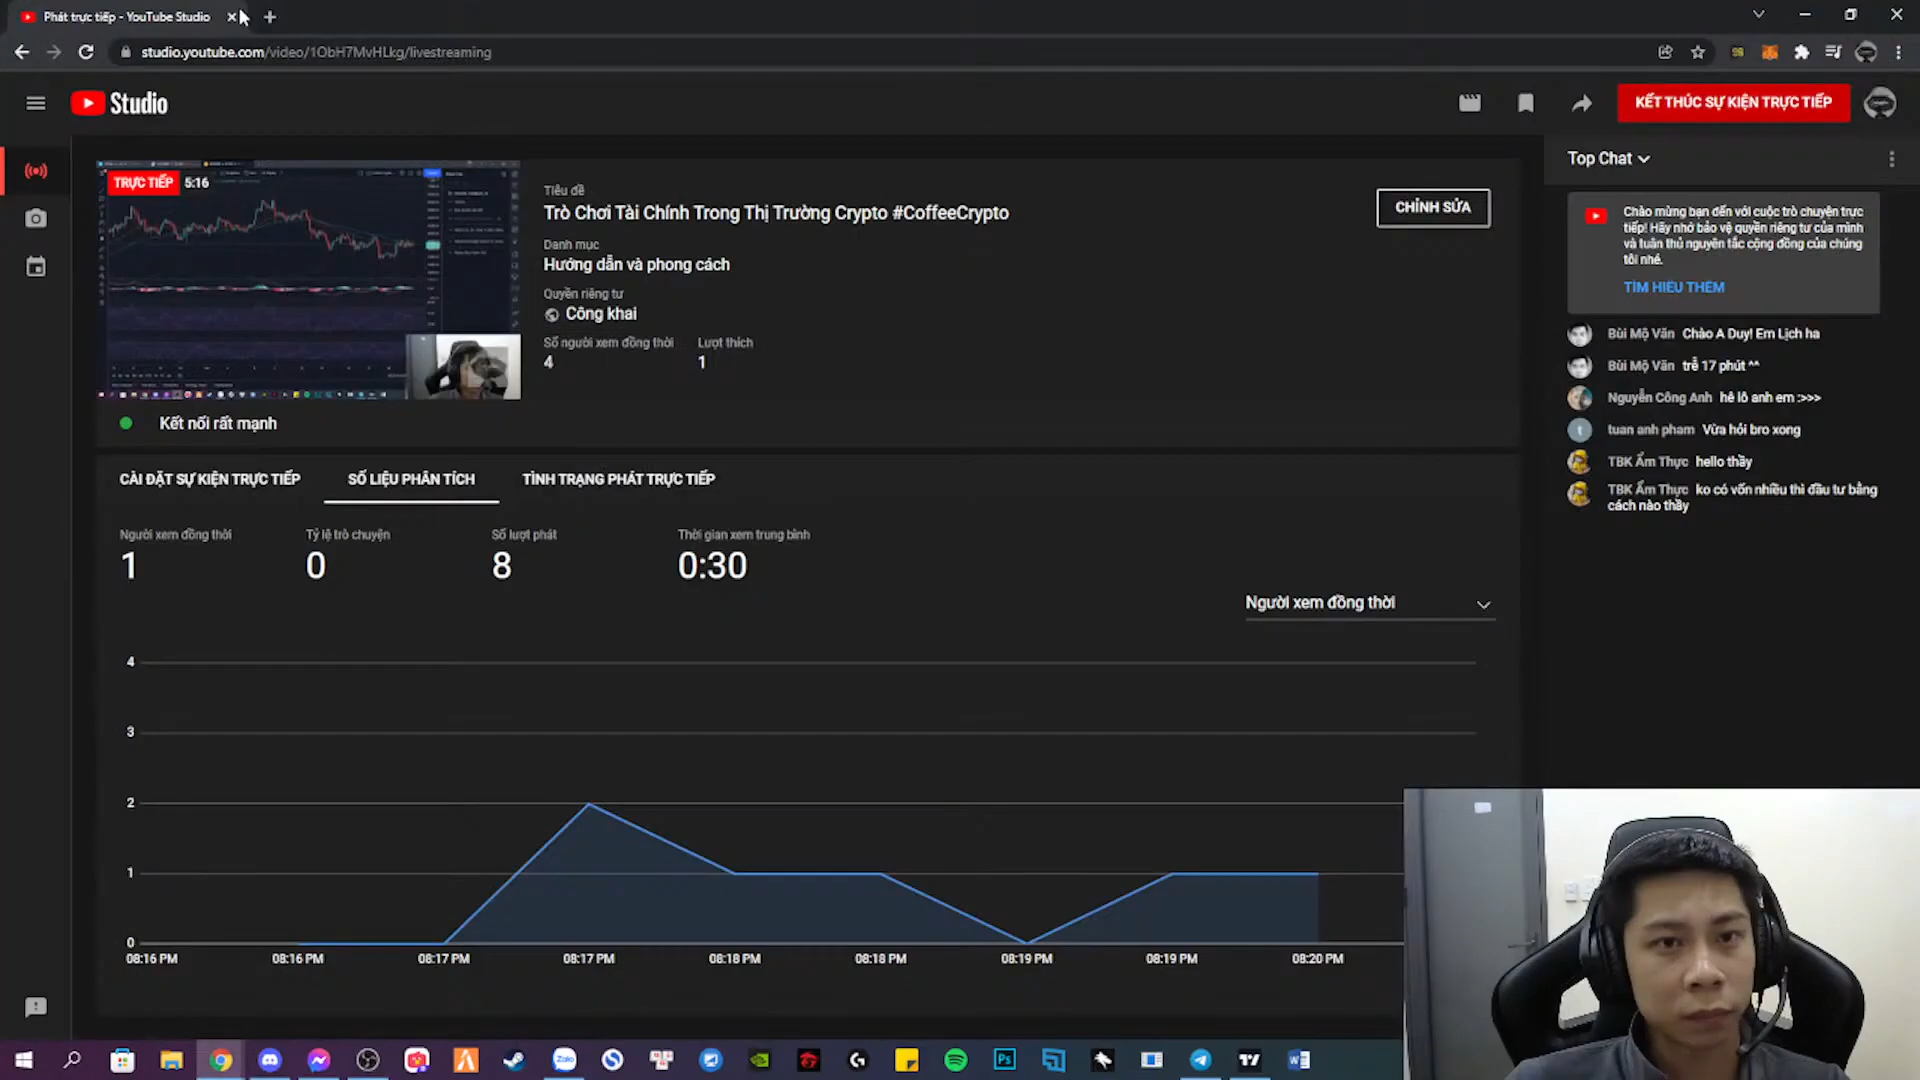 Phát trực tiếp - YouTube Studio
studio.youtube.com/video/1ObH7MvHLkg/livestreaming
Studio
KẾT THÚC SỰ KIỆN TRỰC TIẾP
TRỰC TIẾP 5:16
Tiêu đề
Trò Chơi Tài Chính Trong Thị Trường Crypto #CoffeeCrypto
CHỈNH SỬA
Danh mục
Hướng dẫn và phong cách
Quyền riêng tư
Công khai
Số người xem đồng thời Lượt thích
4 1
Kết nối rất mạnh
CÀI ĐẶT SỰ KIỆN TRỰC TIẾP SỐ LIỆU PHÂN TÍCH TÌNH TRẠNG PHÁT TRỰC TIẾP
Người xem đồng thời Tỷ lệ trò chuyện Số lượt phát Thời gian xem trung bình
1 0 8 0:30
Người xem đồng thời
4
3
2
1
0
08:16 PM 08:16 PM 08:17 PM 08:17 PM 08:18 PM 08:18 PM 08:19 PM 08:19 PM 08:20 PM
Top Chat
Chào mừng bạn đến với cuộc trò chuyện trực
tiếp! Hãy nhớ bảo vệ quyền riêng tư của mình
và tuân thủ nguyên tắc cộng đồng của chúng
tôi nhé.
TÌM HIỂU THÊM
Bùi Mộ Văn Chào A Duy! Em Lịch ha
Bùi Mộ Văn trễ 17 phút ^^
Nguyễn Công Anh hê lô anh em :>>>
tuan anh pham Vừa hỏi bro xong
TBK Ẩm Thực hello thầy
TBK Ẩm Thực ko có vốn nhiều thì đầu tư bằng
cách nào thầy
Zalo
Ps